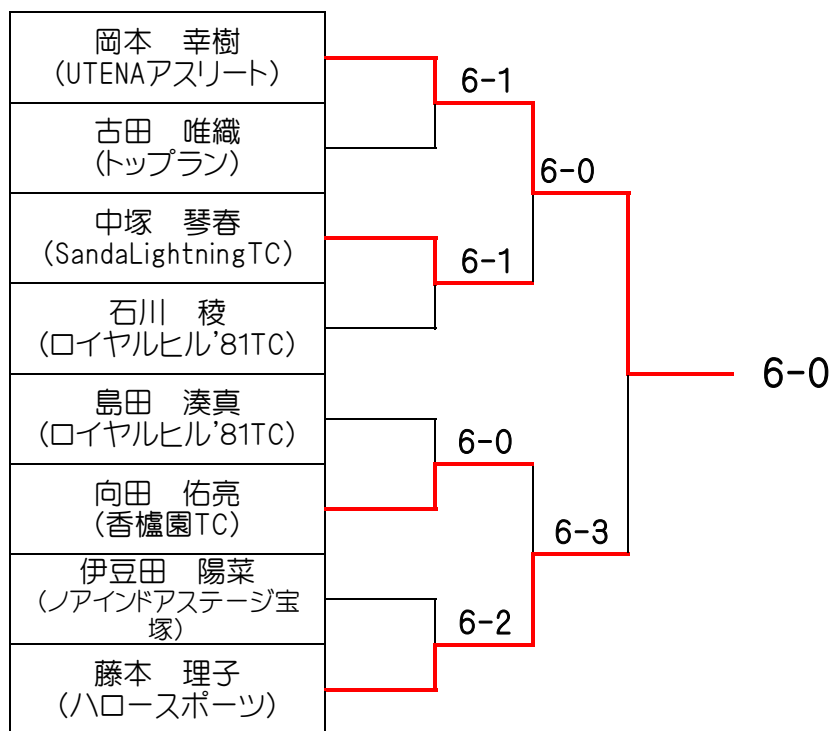 岡本　幸樹
(UTENAアスリート)
6-1
古田　唯織
(トップラン)
6-0
中塚　琴春
(SandaLightningTC)
6-1
石川　稜
(ロイヤルヒル'81TC)
6-0
島田　湊真
(ロイヤルヒル'81TC)
6-0
向田　佑亮
(香櫨園TC)
6-3
伊豆田　陽菜
(ノアインドアステージ宝
塚)
6-2
藤本　理子
(ハロースポーツ)